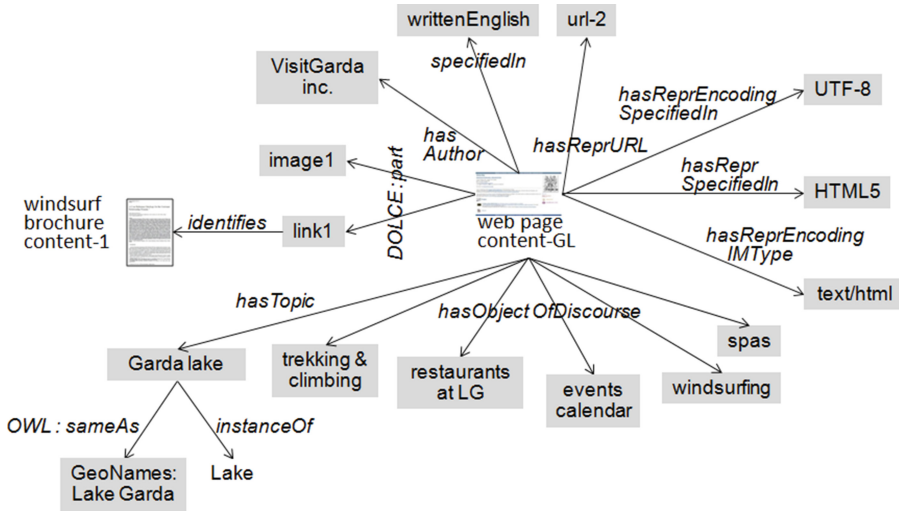 writtenEnglish
url-2
specifiedIn
VisitGarda
inc.
hasReprEncoding
SpecifiedIn
UTF-8
has
Author
hasReprURL
image1
DOLCE:part
hasRepr
SpecifiedIn
HTML5
windsurf
brochure
content-1
identifies
link1
web page
content-GL
hasReprEncoding
IMType
text/html
hasTopic
hasObject OfDiscourse
spas
Garda lake
trekking &
climbing
restaurants
at LG
events
calendar
windsurfing
OWL : sameAs
instanceOf
GeoNames:
Lake Garda
Lake